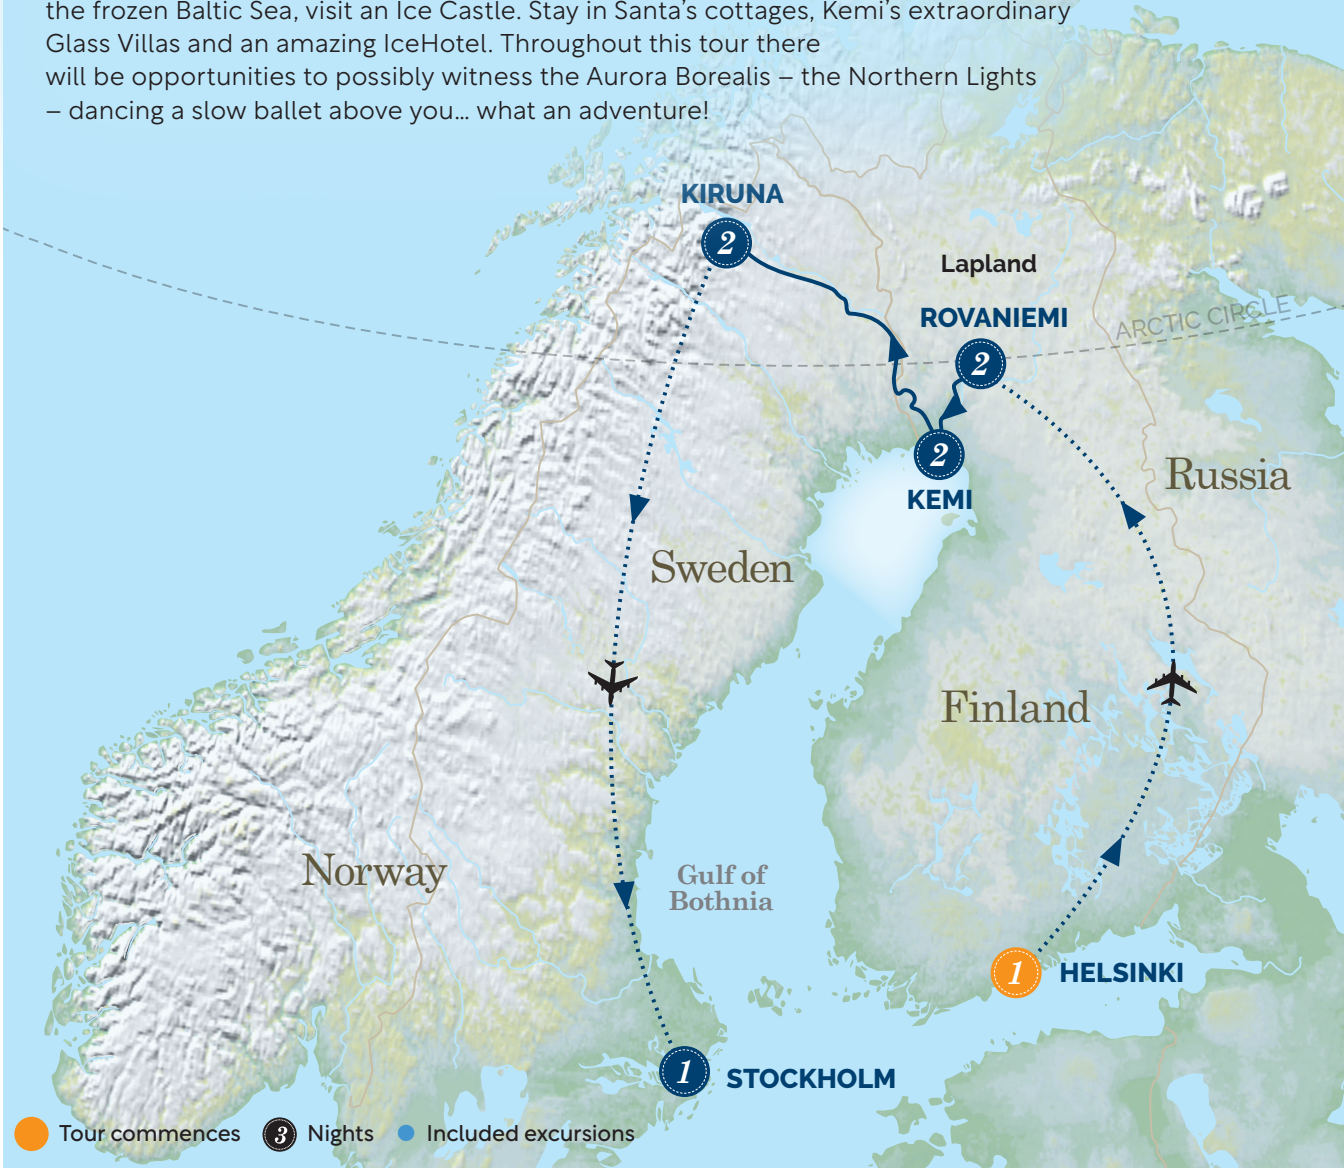 the frozen Baltic Sea, visit an Ice Castle. Stay in Santa’s cottages, Kemi’s extraordinary
Glass Villas and an amazing IceHotel. Throughout this tour there
will be opportunities to possibly witness the Aurora Borealis – the Northern Lights
– dancing a slow ballet above you... what an adventure!
KIRUNA
2
Lapland
ROVANIEMI
ARCTIC CIRCLE
2
2
KEMI
Russia
Sweden
Finland
Norway
Gulf of
Bothnia
1 HELSINKI
1 STOCKHOLM
Tour commences 3 Nights Included excursions